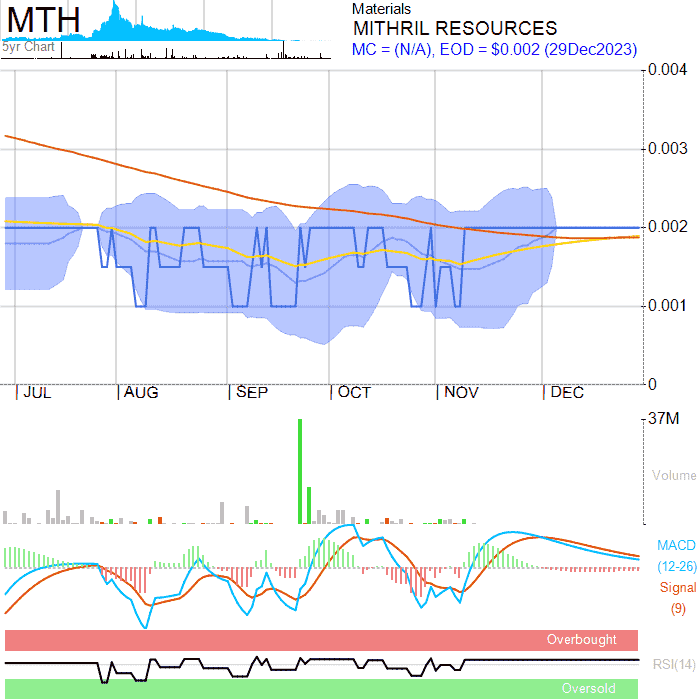 MTH
5yr Chart
Materials
MITHRIL RESOURCES
MC = (N/A), EOD = $0.002 (29Dec2023)
0.004
0.003
0.002
0.001
0
JUL AUG SEP OCT NOV DEC
37M
Volume
MACD
(12-26)
Signal
(9)
Overbought
RSI(14)
Oversold